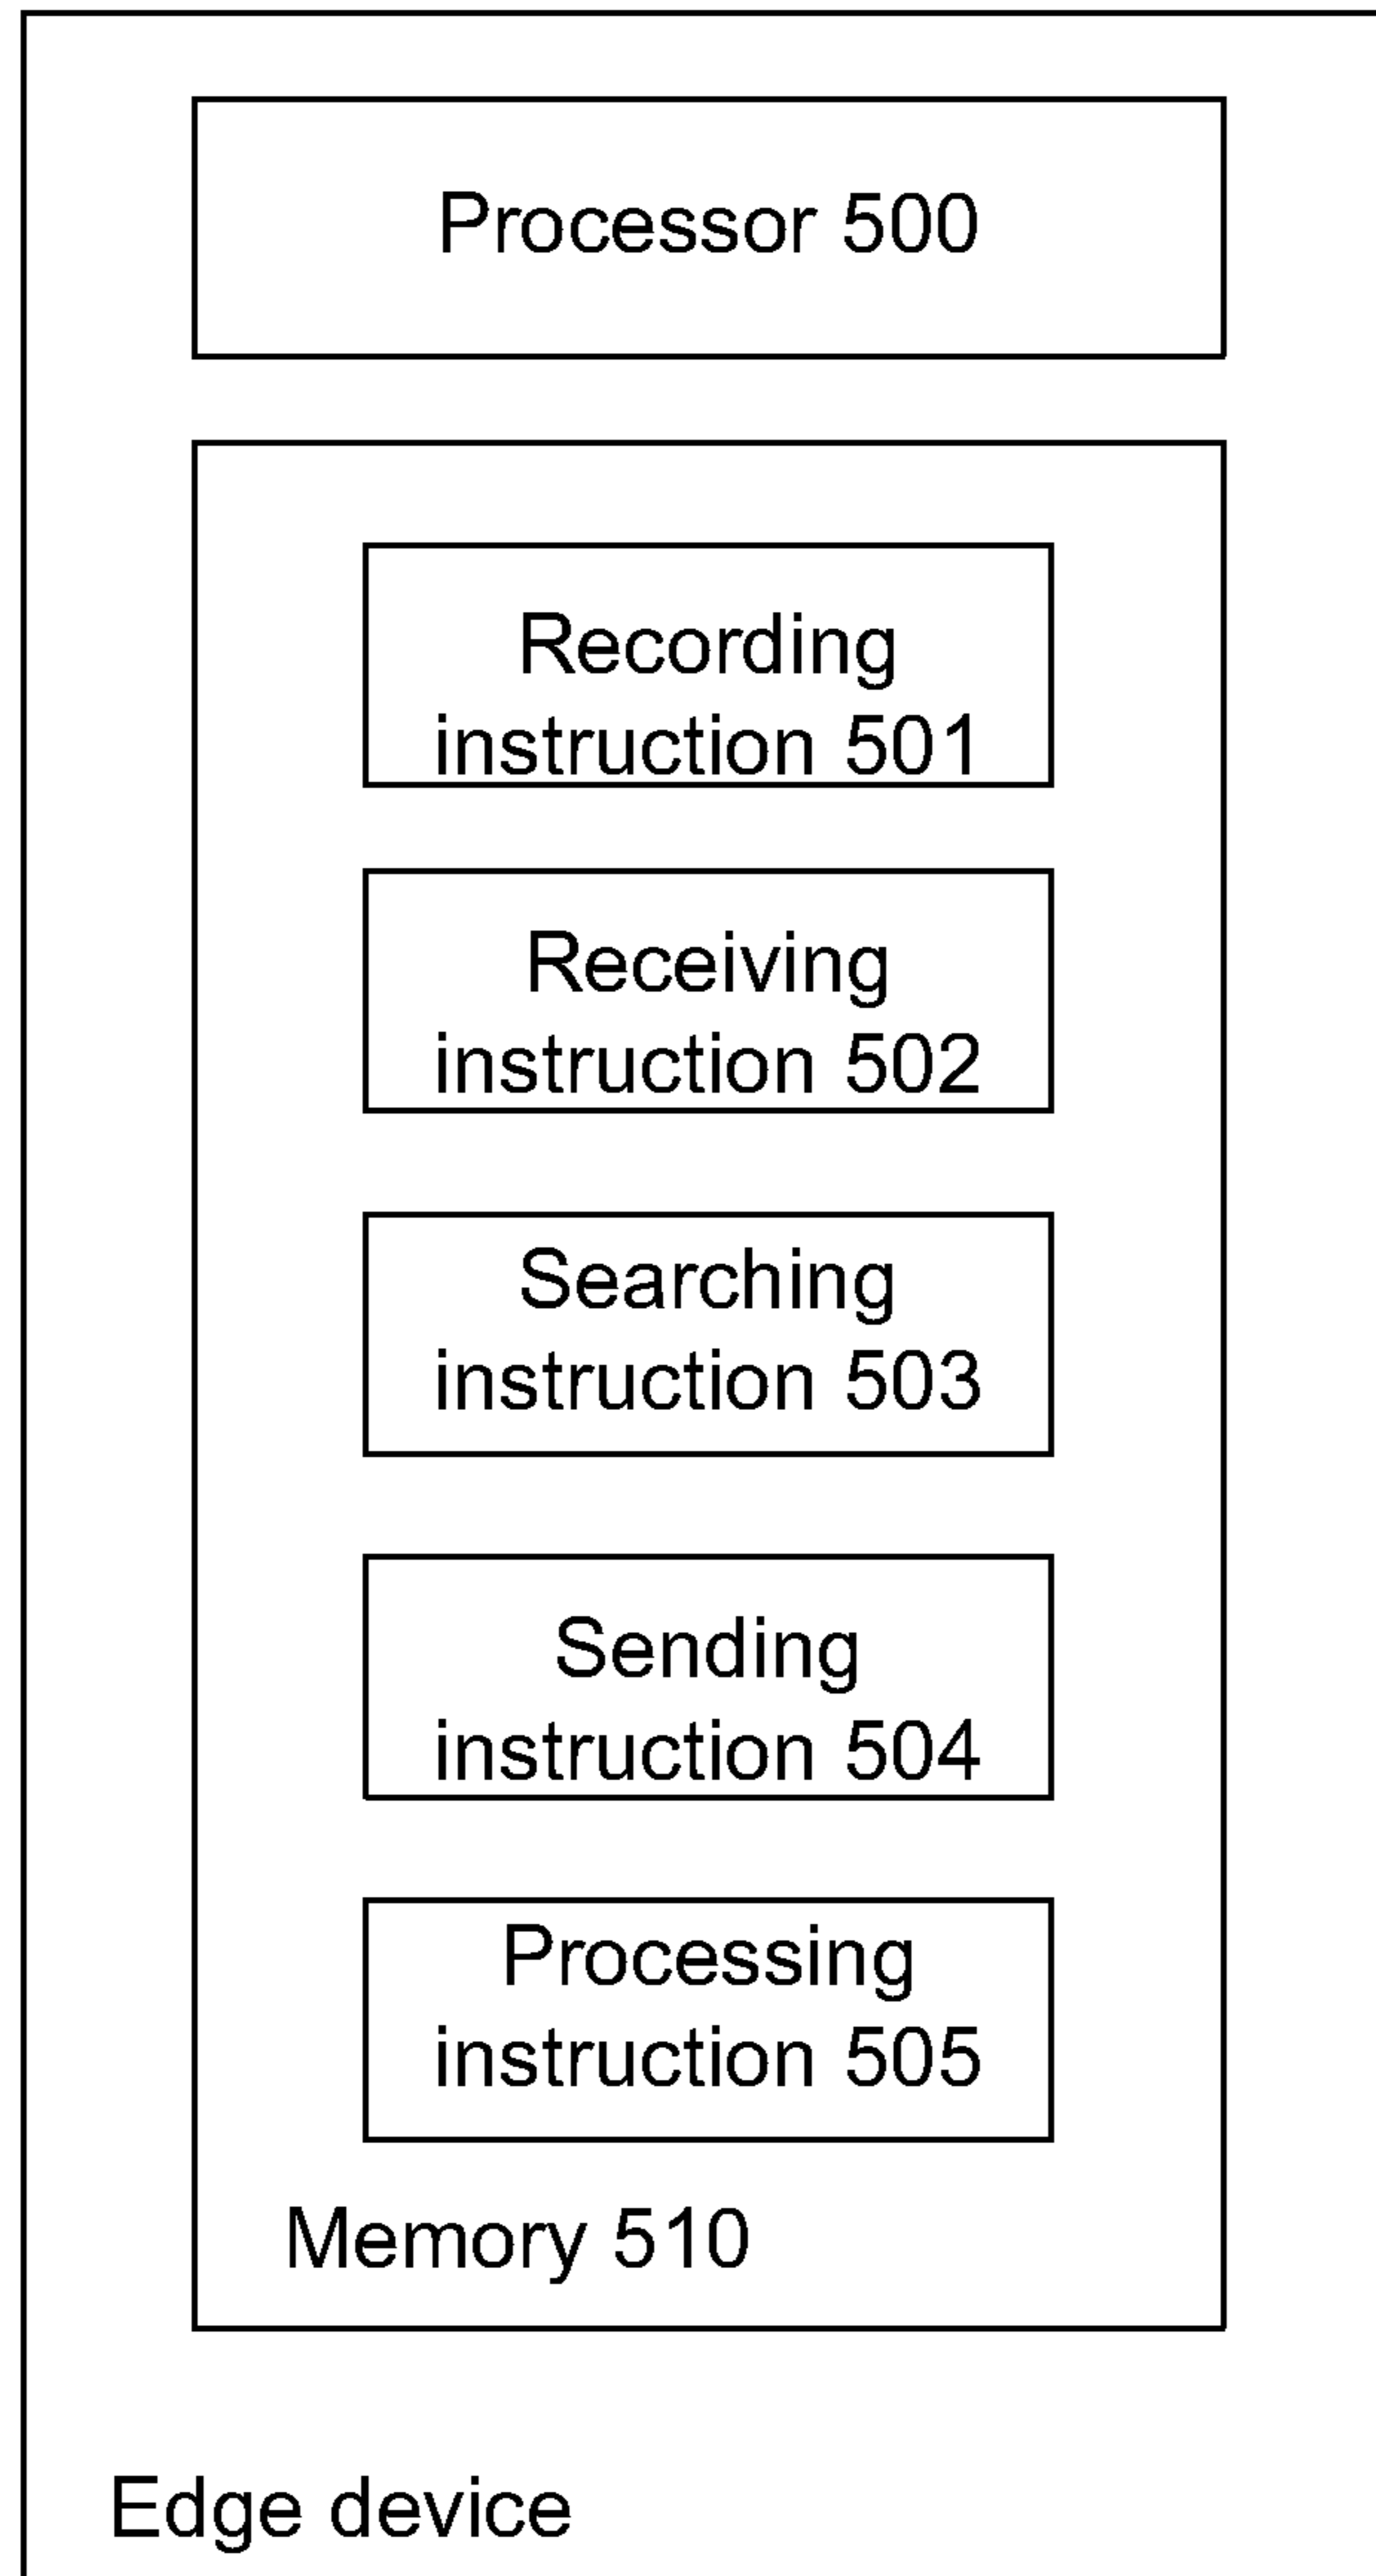 Processor 500
Recording
instruction 501
Receiving
instruction 502
Searching
instruction 503
Sending
instruction 504
Processing
instruction 505
Memory 510
Edge device